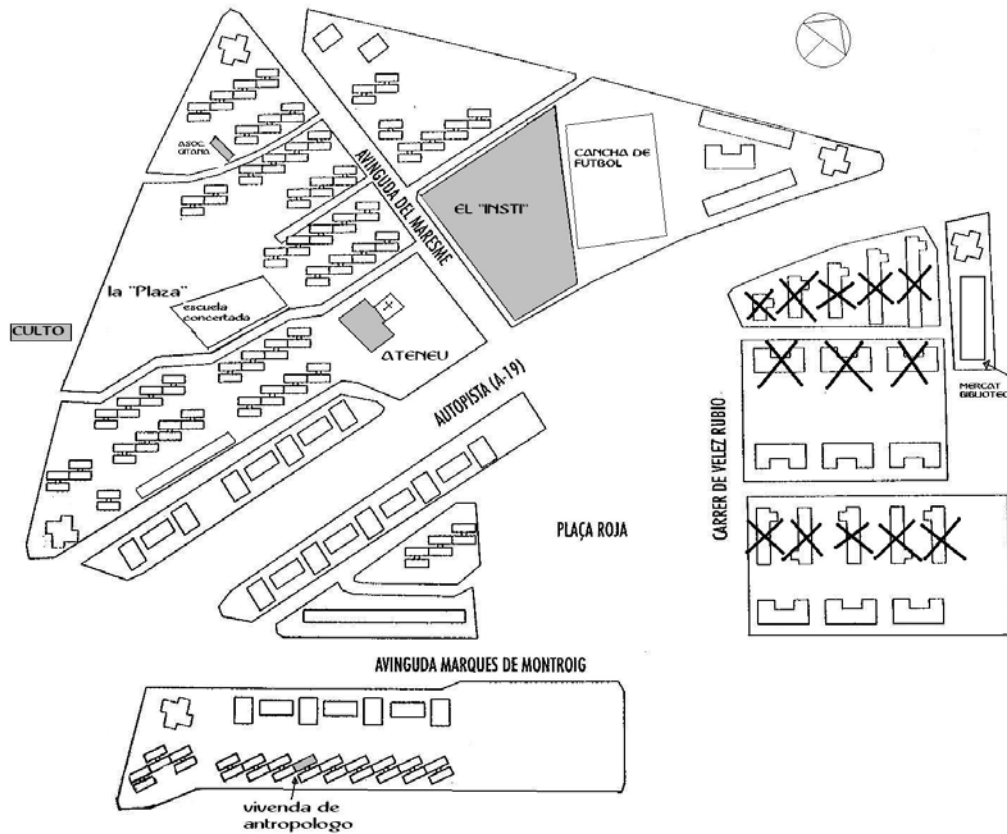 ASOC.
GITANA
AVINGUDA DEL MARESME
CANCHA DE
FUTBOL
EL "INSTI"
la "Plaza"
escuela
concertada
CULTO
ATENEU
AUTOPISTA (A-19)
MERCAT
BIBLIOTEC
CARRER DE VELEZ RUBIO
PLAÇA ROJA
AVINGUDA MARQUES DE MONTROIG
vivenda de
antropologo